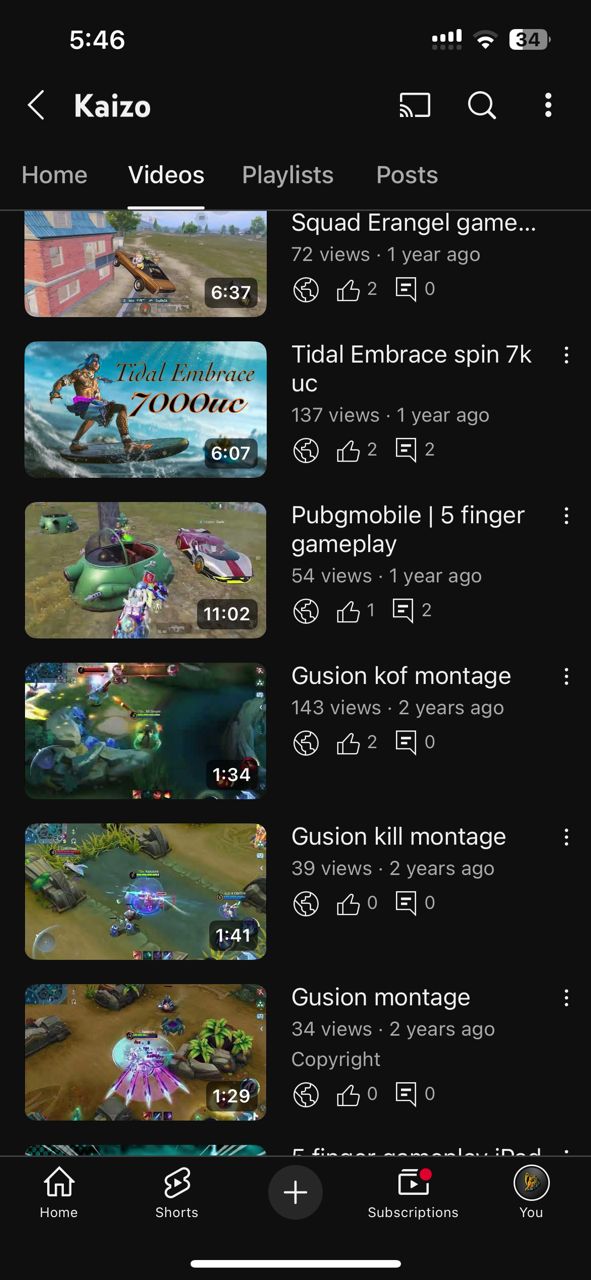 5:46
34
Kaizo
Home Videos Playlists Posts
Squad Erangel game...
72 views · 1 year ago
6:37
2 0
Tidal Embrace
7000uc
6:07
Tidal Embrace spin 7k
uc
137 views · 1 year ago
2 2
11:02
Pubgmobile | 5 finger
gameplay
54 views · 1 year ago
1 2
1:34
Gusion kof montage
143 views · 2 years ago
2 0
1:41
Gusion kill montage
39 views · 2 years ago
0 0
1:29
Gusion montage
34 views · 2 years ago
Copyright
0 0
5 finger gameplay iPad
Home Shorts Subscriptions You